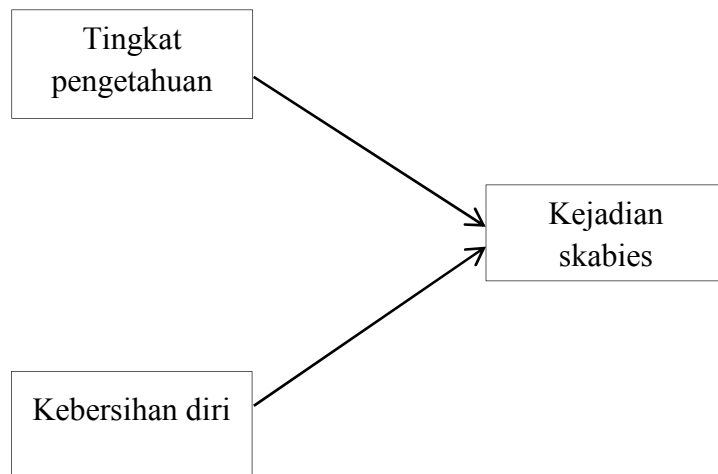 Tingkat
pengetahuan
Kejadian
skabies
Kebersihan diri